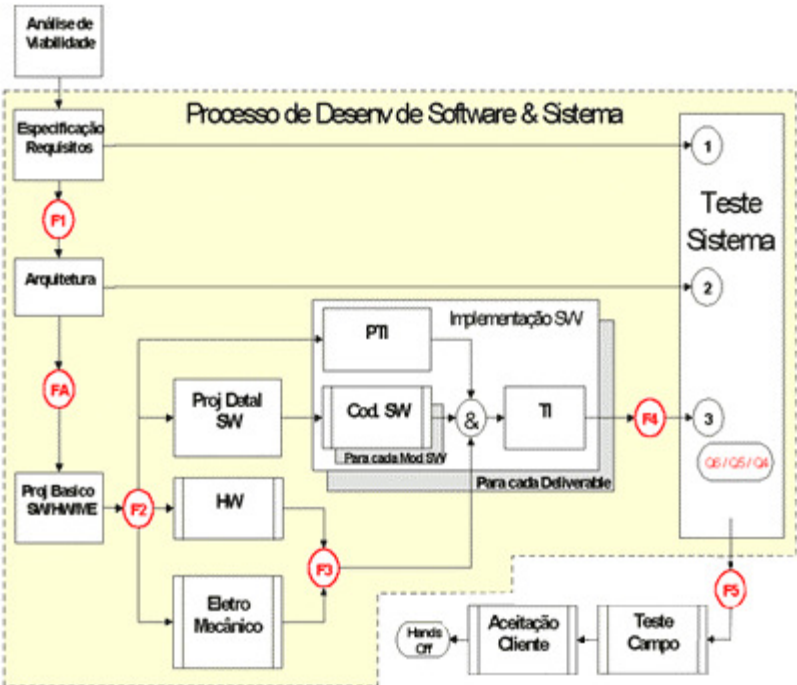 Análise de
Viabilidade
Processo de Desenv de Software & Sistema
Especificação
Requisitos
1
Teste
Sistema
F1
Arquitetura
2
Implementação SW
PTI
FA
Proj Detal
SW
Cod. SW
&
TI
F4
3
Para cada Mod SW
Q6 / Q5 / Q4
Para cada Deliverable
Proj Basico
SW/HW/ME
F2
HW
F3
F5
Eletro
Mecânico
Hands
Off
Aceitação
Cliente
Teste
Campo